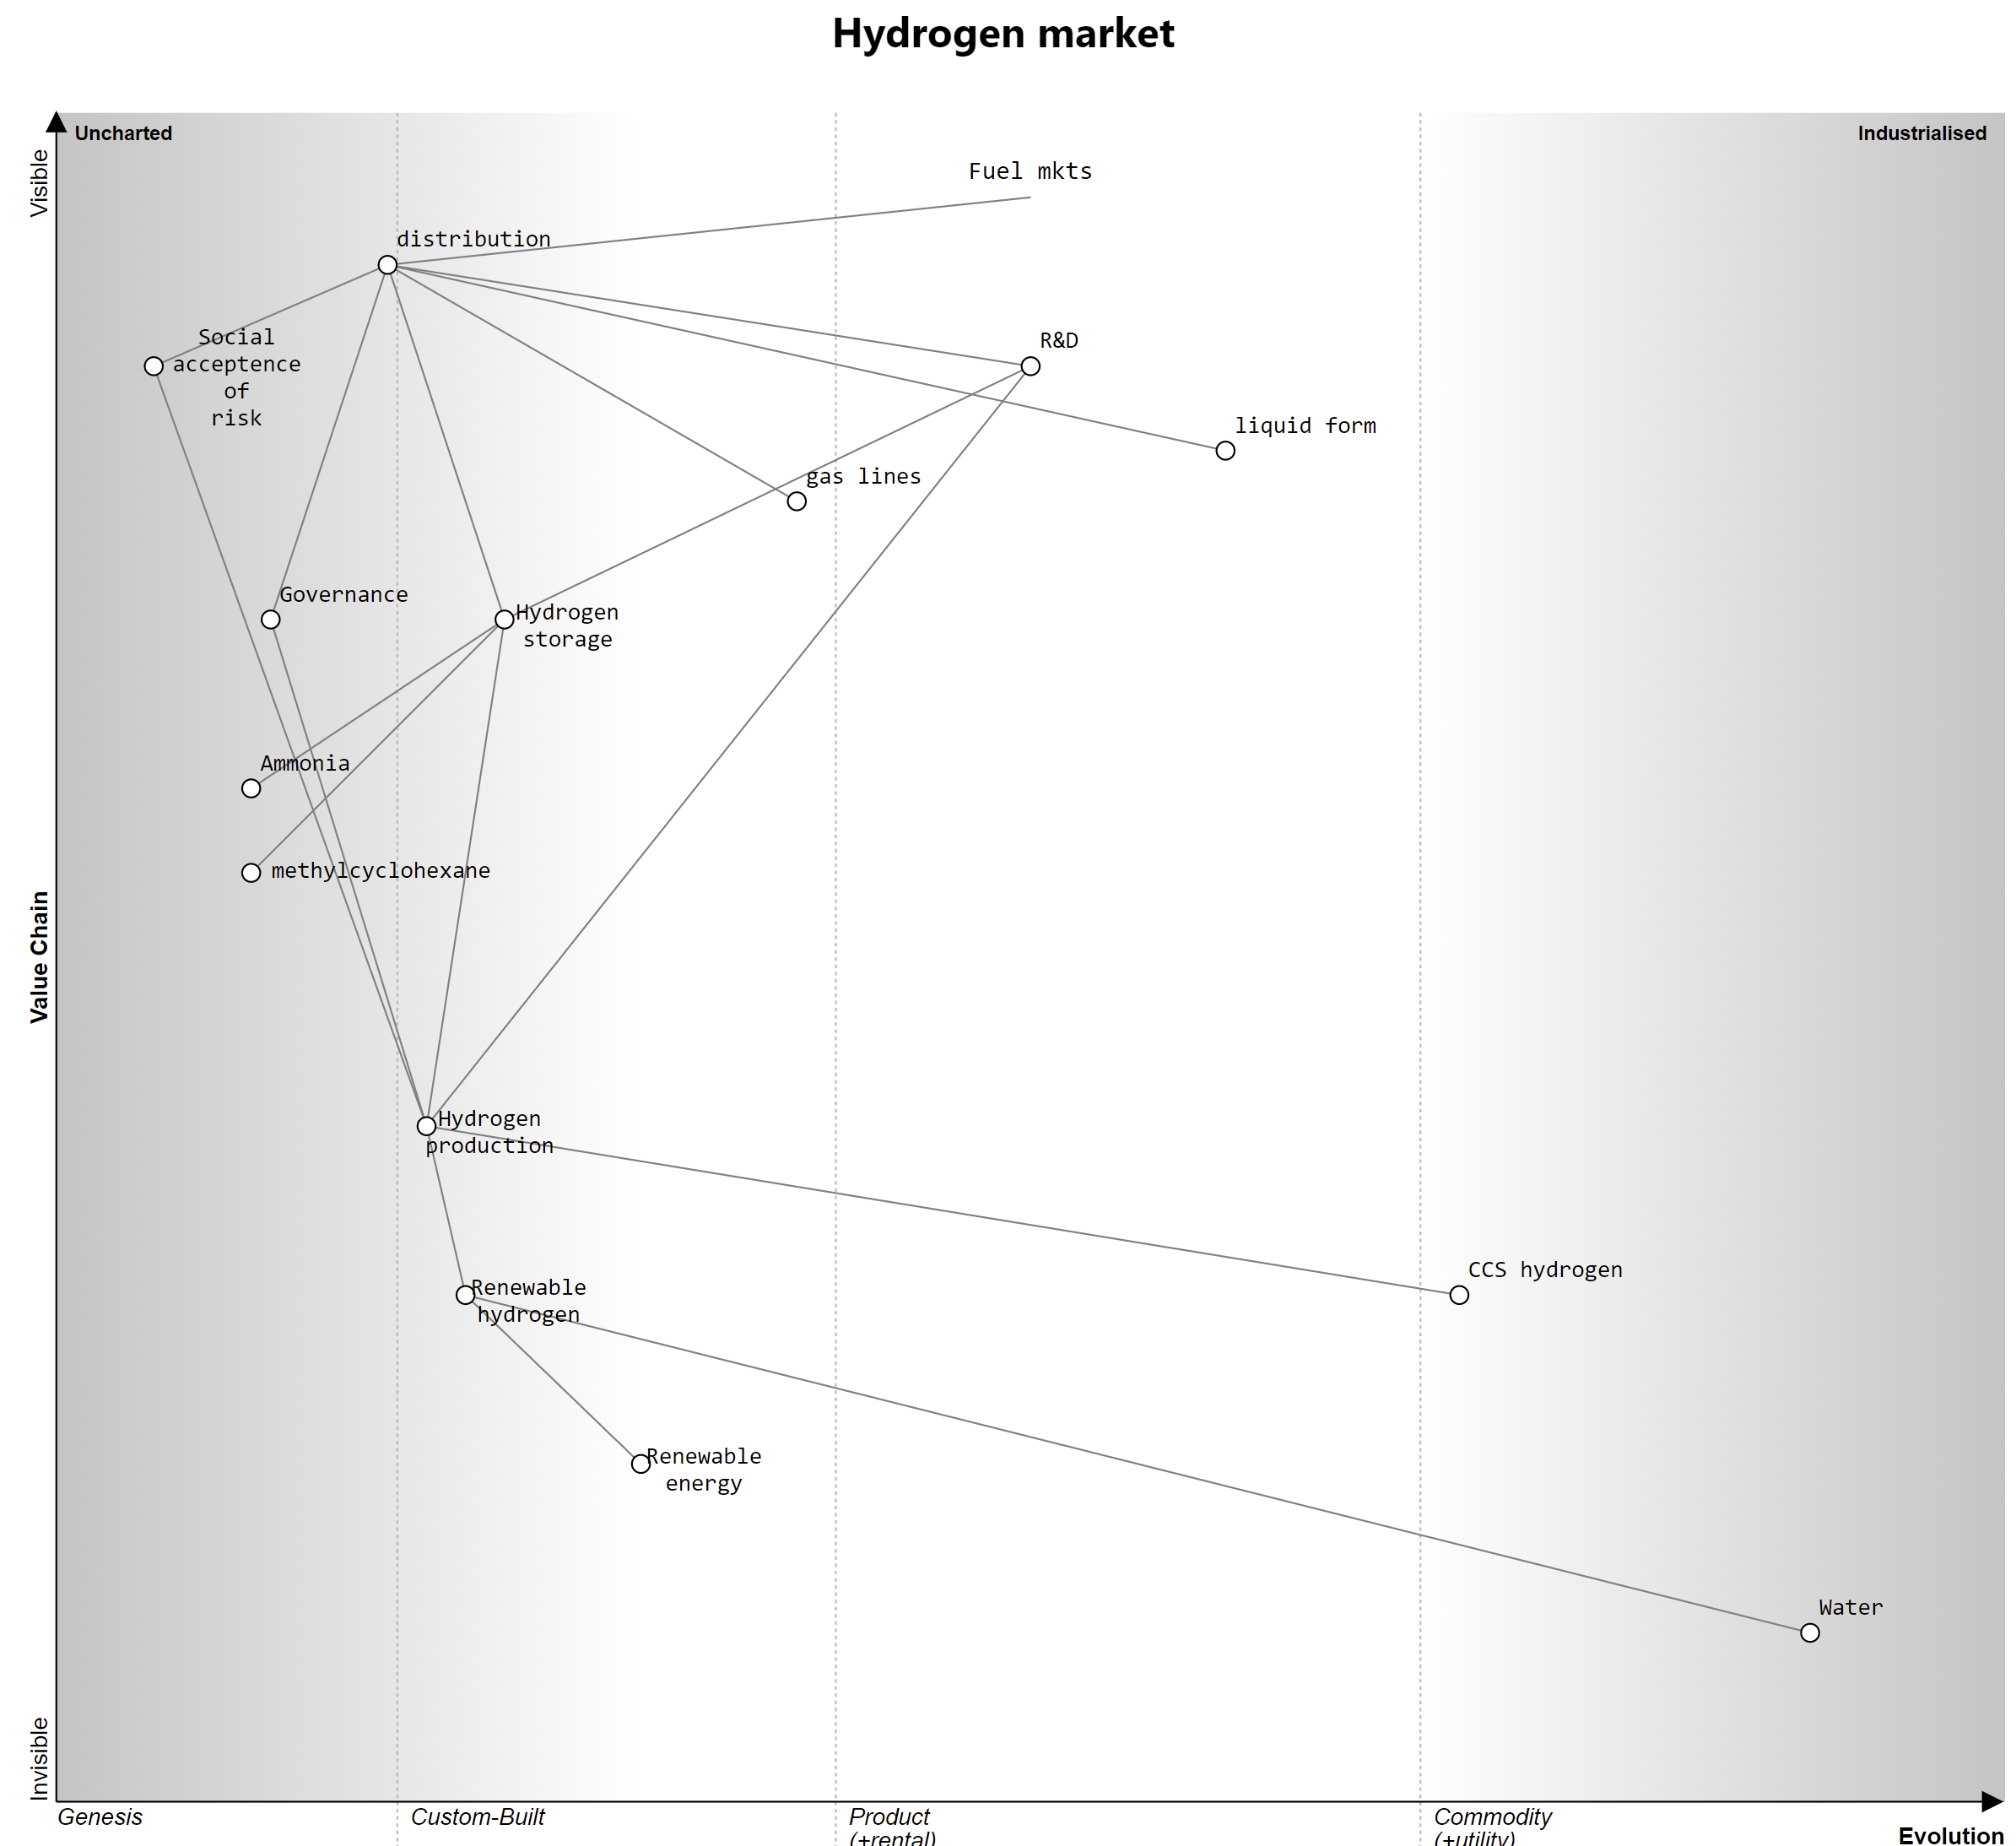 Hydrogen market
Uncharted
Industrialised
Visible
Fuel mkts
distribution
Social
acceptence
of
risk
R&D
liquid form
gas lines
Governance
Hydrogen
storage
Ammonia
methylcyclohexane
Value Chain
Hydrogen
production
CCS hydrogen
Renewable
hydrogen
Renewable
energy
Water
Invisible
Genesis
Custom-Built
Product
(+rental)
Commodity
(+utility)
Evolution